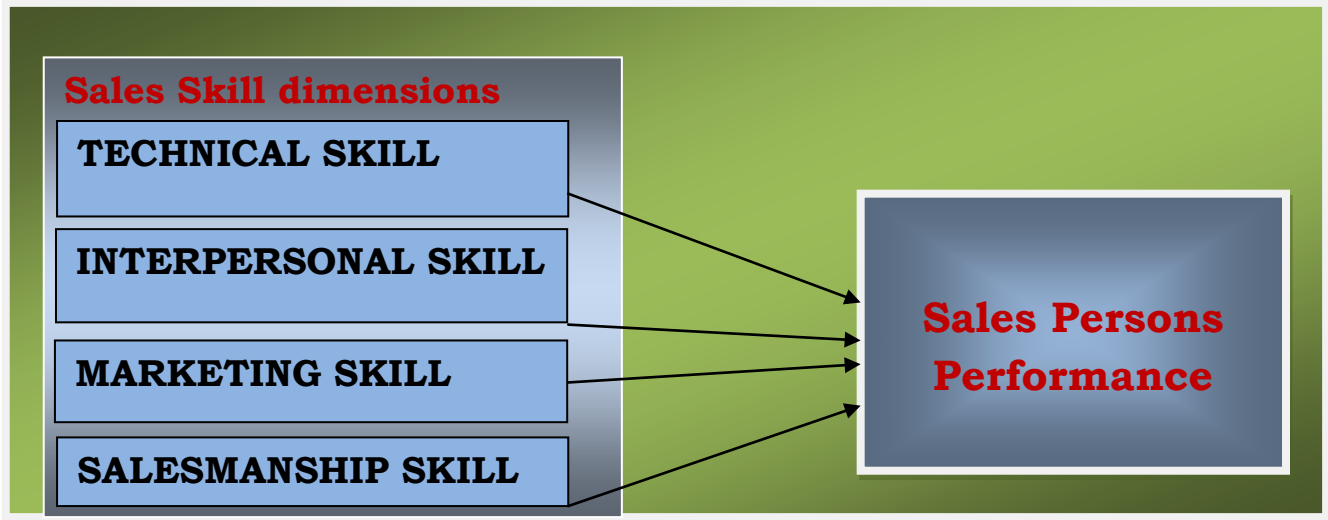 Sales Skill dimensions
TECHNICAL SKILL
INTERPERSONAL SKILL
MARKETING SKILL
SALESMANSHIP SKILL
Sales Persons
Performance